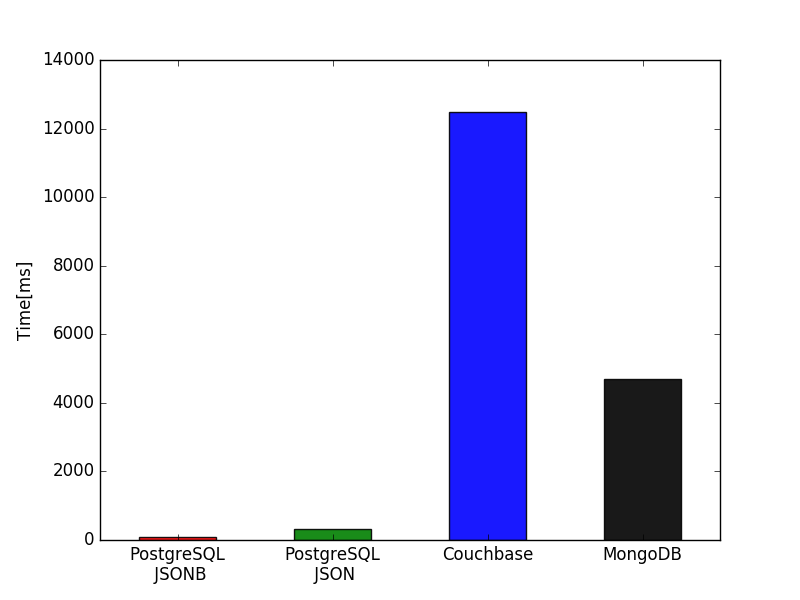 14000
12000
10000
8000
6000
4000
2000
0
Time[ms]
PostgreSQL
JSONB
PostgreSQL
JSON
Couchbase
MongoDB